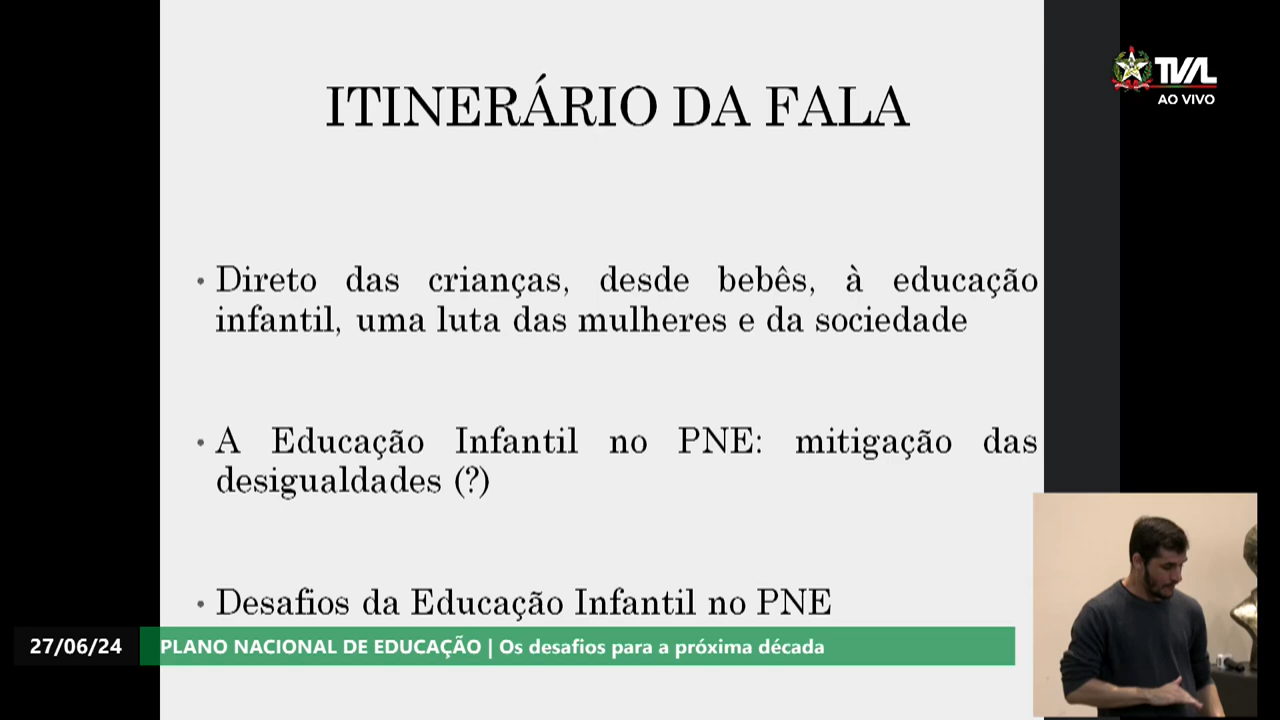 ITINERÁRIO DA FALA
TVAL
AO VIVO
• Direto das crianças, desde bebês, à educação
infantil, uma luta das mulheres e da sociedade
• A Educação Infantil no PNE: mitigação das
desigualdades (?)
• Desafios da Educação Infantil no PNE
27/06/24 PLANO NACIONAL DE EDUCAÇÃO | Os desafios para a próxima década